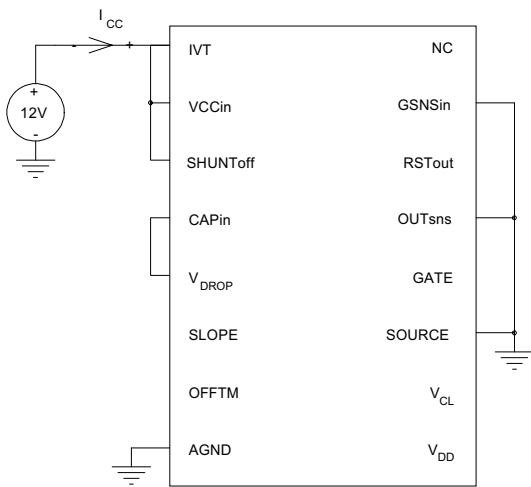 I CC
- +
+
12V
-
IVT NC
VCCin GSNSin
SHUNToff RSTout
CAPin OUTsns
V DROP GATE
SLOPE SOURCE
OFFTM V CL
AGND V DD